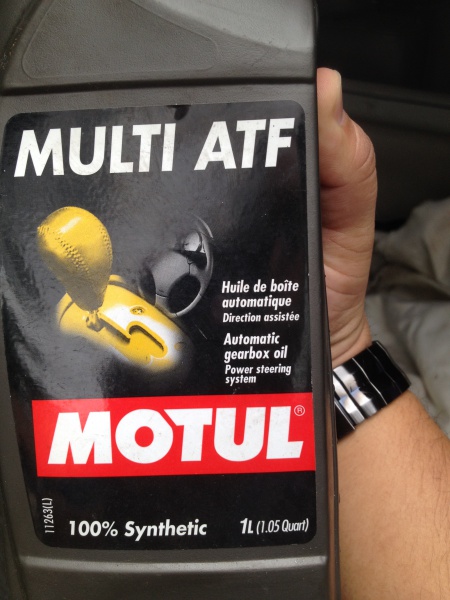 MULTI ATF
Huile de boîte
automatique
Direction assistée
Automatic
gearbox oil
Power steering
system
MOTUL®
11263(L)
100% Synthetic
1L (1.05 Quart)